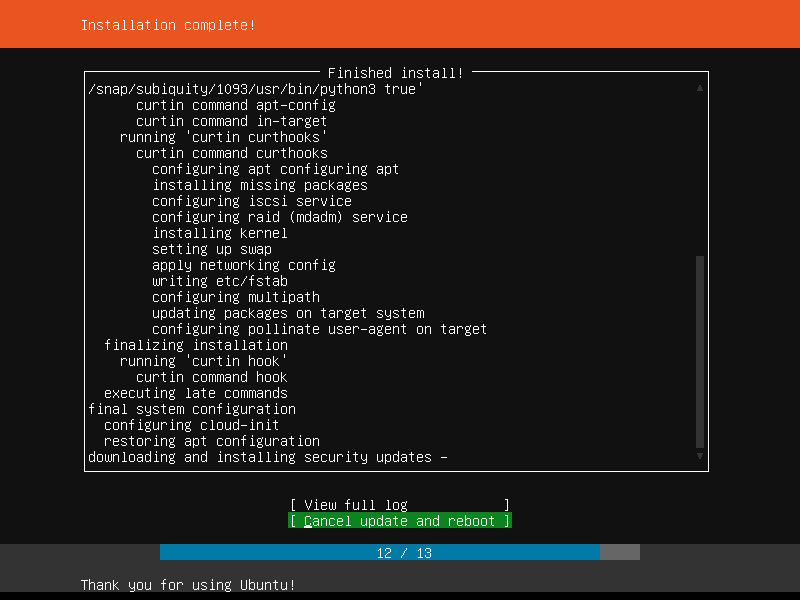 Installation complete!
Finished install!
/snap/subiquity/1093/usr/bin/python3 true'
curtin command apt-config
curtin command in-target
running 'curtin curthooks'
curtin command curthooks
configuring apt configuring apt
installing missing packages
configuring iscsi service
configuring raid (mdadm) service
installing kernel
setting up swap
apply networking config
writing etc/fstab
configuring multipath
updating packages on target system
configuring pollinate user-agent on target
finalizing installation
running 'curtin hook'
curtin command hook
executing late commands
final system configuration
configuring cloud-init
restoring apt configuration
downloading and installing security updates -
[ View full log ]
[ Cancel update and reboot ]
12 / 13
Thank you for using Ubuntu!